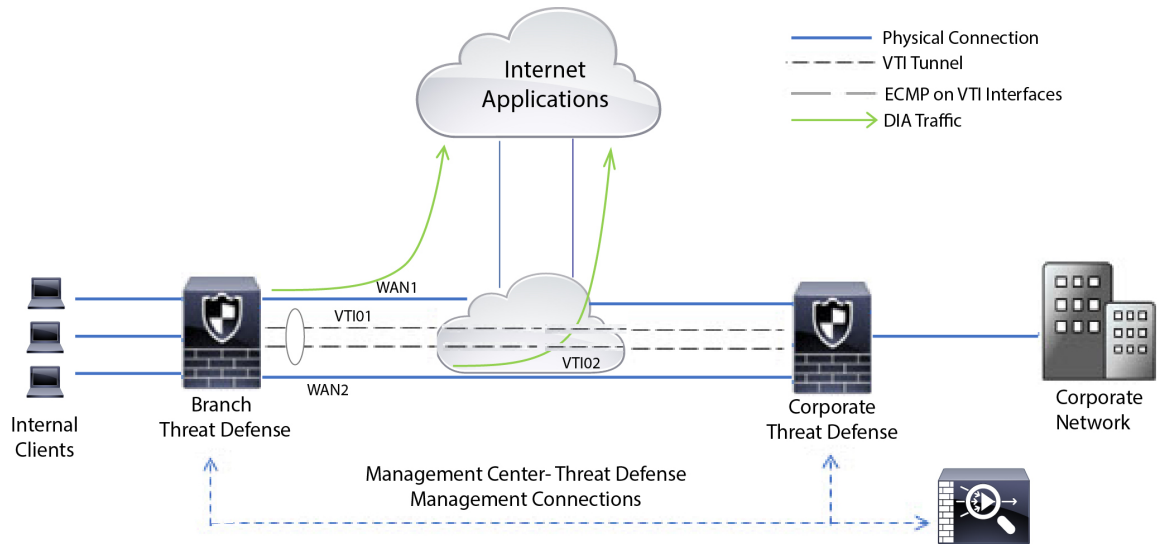 Internet
Applications
Physical Connection
VTI Tunnel
ECMP on VTI Interfaces
DIA Traffic
WAN1
VTI01
VTI02
WAN2
Internal
Clients
Branch
Threat Defense
Corporate
Threat Defense
Corporate
Network
Management Center- Threat Defense
Management Connections